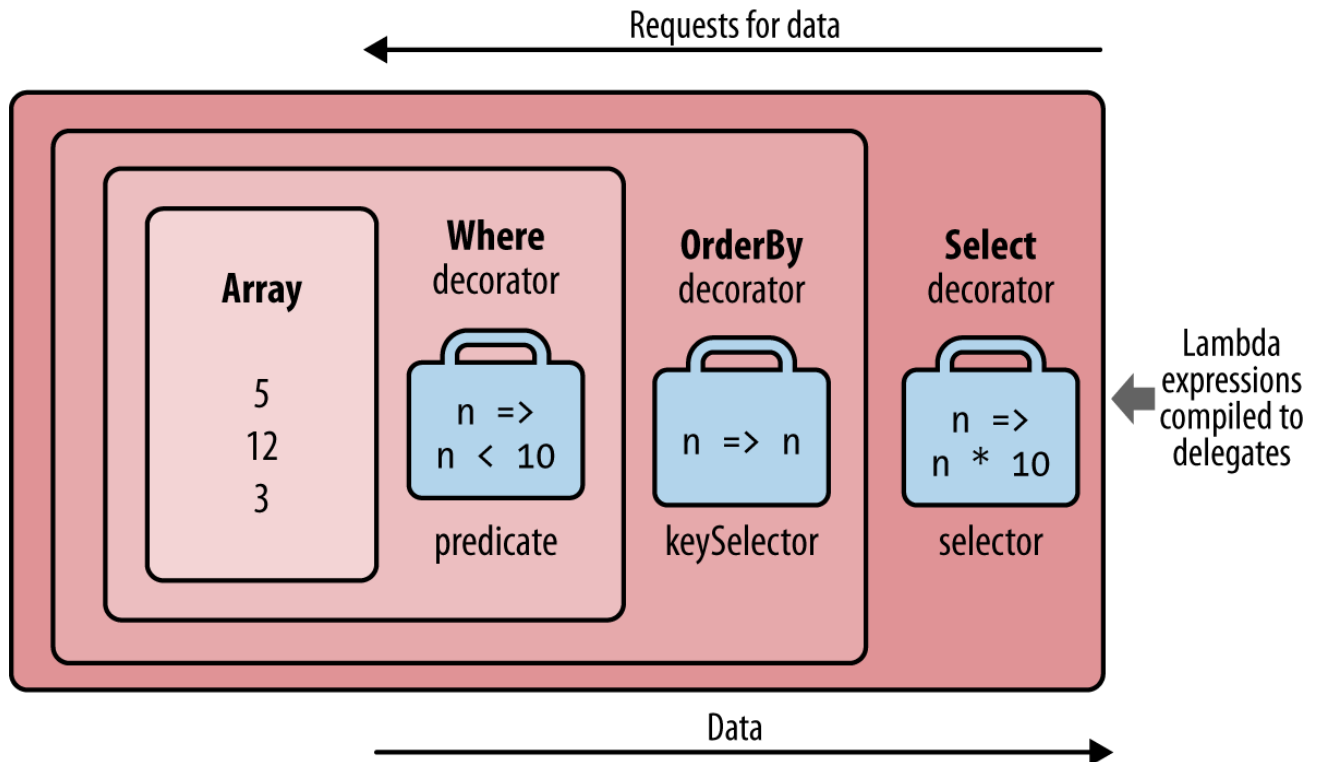 Requests for data
Array
5
12
3
Where
decorator
n =>
n < 10
predicate
OrderBy
decorator
n => n
keySelector
Select
decorator
n =>
n * 10
selector
Lambda
expressions
compiled to
delegates
Data